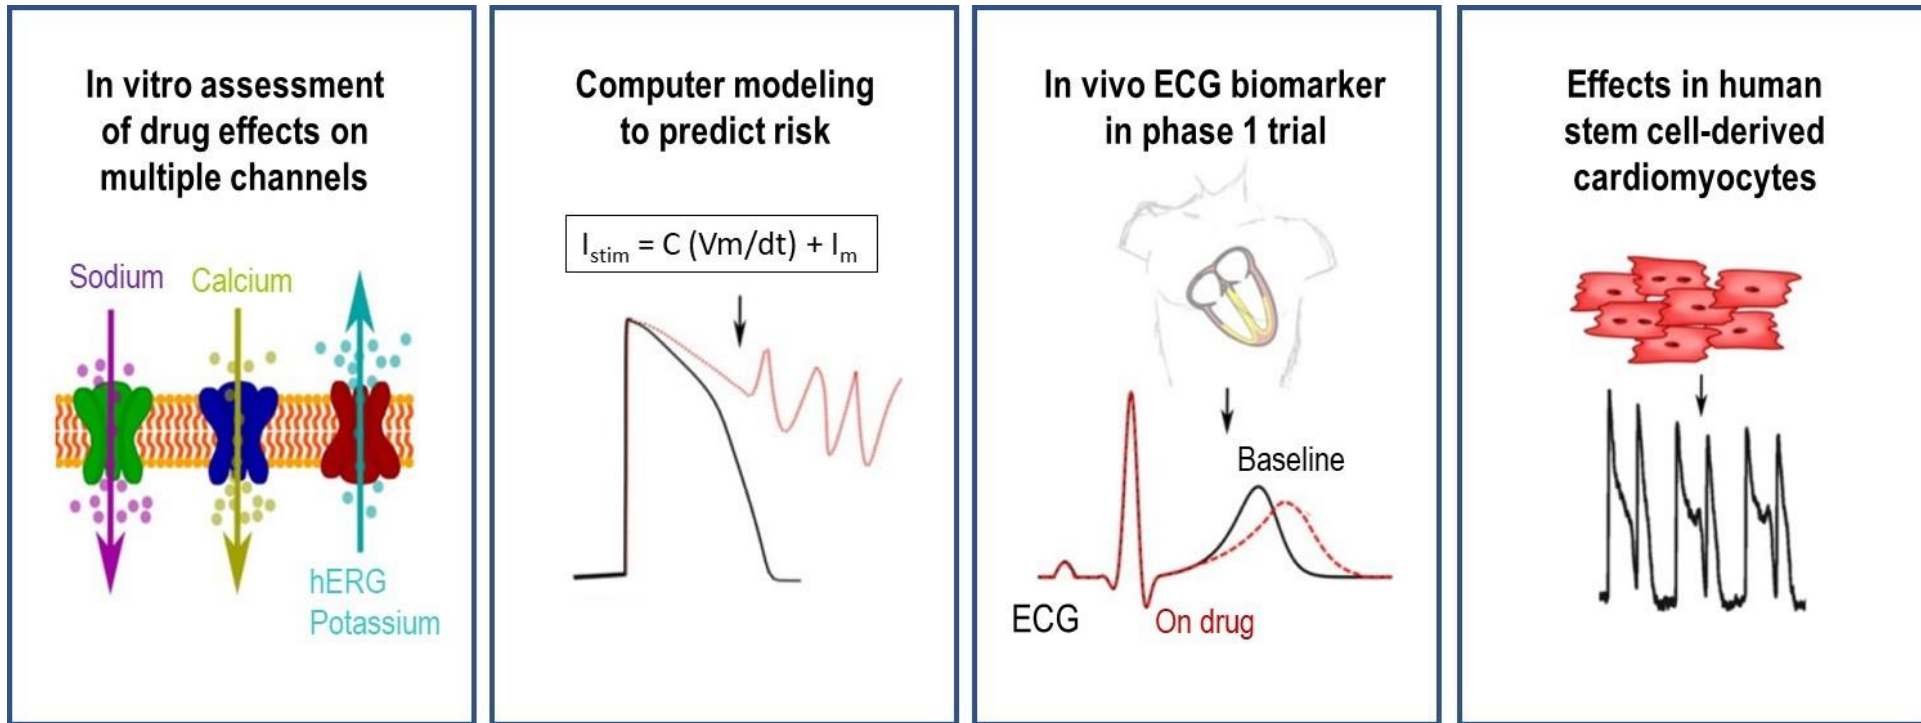 In vitro assessment
of drug effects on
multiple channels
Sodium
Calcium
hERG
Potassium
Computer modeling
to predict risk
Istim = C (Vm/dt) + Im
In vivo ECG biomarker
in phase 1 trial
Baseline
ECG
On drug
Effects in human
stem cell-derived
cardiomyocytes